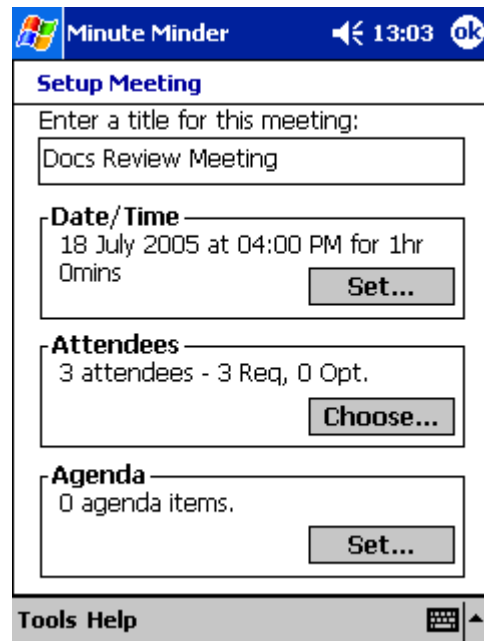 Minute Minder 13:03 ok
Setup Meeting
Enter a title for this meeting:
Docs Review Meeting
Date/Time
18 July 2005 at 04:00 PM for 1hr
0mins
Set...
Attendees
3 attendees - 3 Req, 0 Opt.
Choose...
Agenda
0 agenda items.
Set...
Tools Help